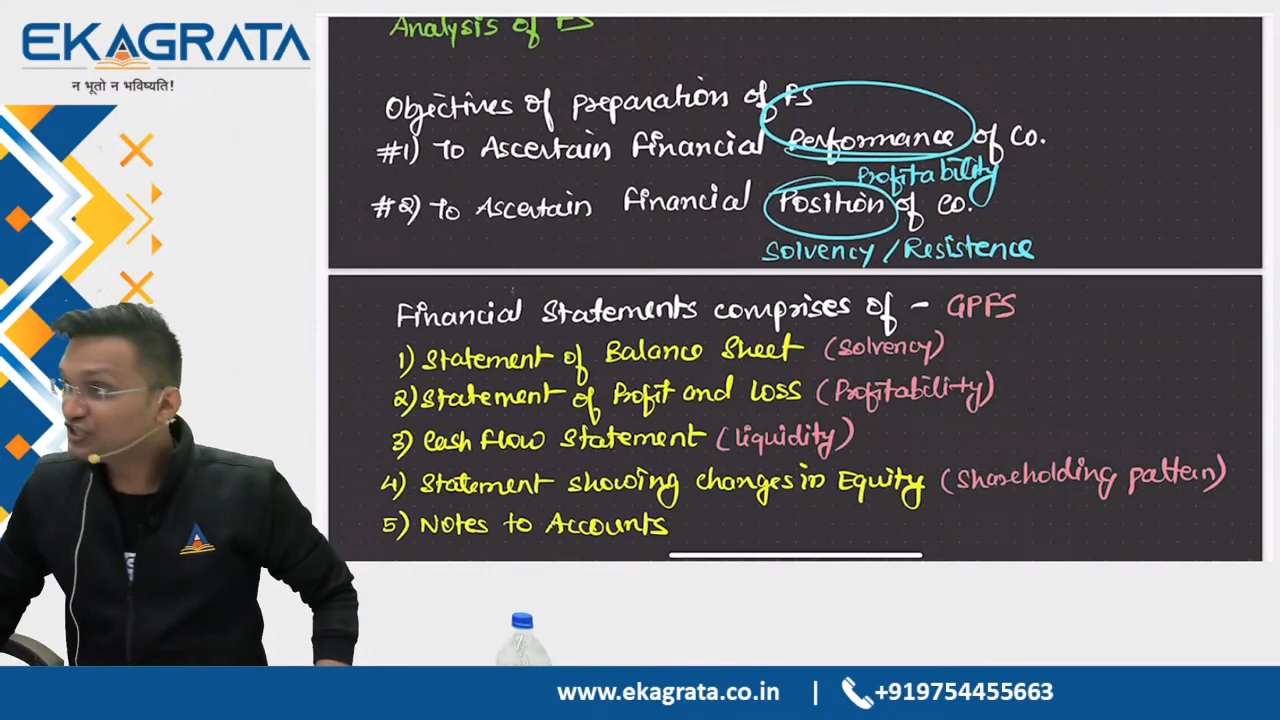 EKAGRATA
न भूतो न भविष्यति!
Analysis of FS
Objectives of preparation of FS
#1) To Ascertain Financial Performance of Co.
Profitability
#2) To Ascertain Financial Position of Co.
Solvency / Resistence
Financial Statements comprises of - GPFS
1) Statement of Balance Sheet (Solvency)
2) Statement of Profit and Loss (Profitability)
3) Cash Flow Statement (Liquidity)
4) Statement showing changes in Equity (Shareholding pattern)
5) Notes to Accounts
www.ekagrata.co.in | +919754455663